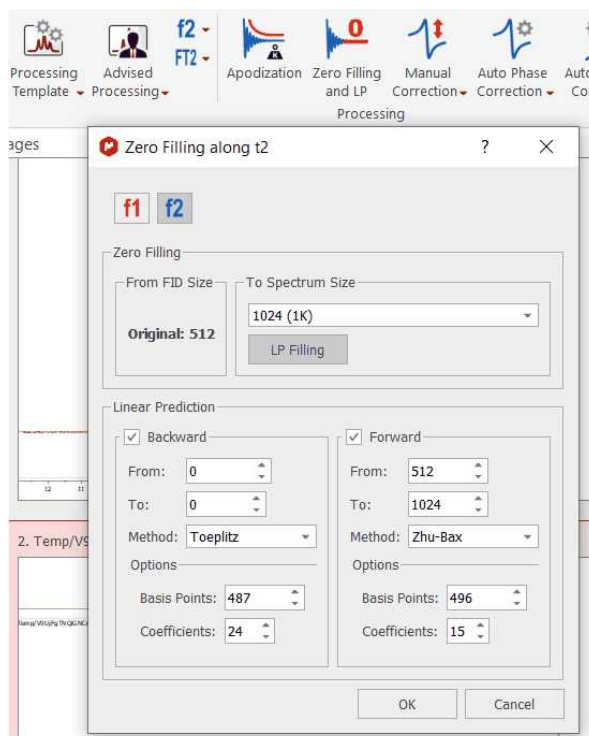 f2
FT2
Processing Template
Advised Processing
Apodization
Zero Filling and LP
Manual Correction
Auto Phase Correction
Processing
ages
Zero Filling along t2
?
f1 f2
Zero Filling
From FID Size
To Spectrum Size
Original: 512
1024 (1K)
LP Filling
Linear Prediction
Backward
From: 0
To: 0
Method: Toeplitz
Options
Basis Points: 487
Coefficients: 24
Forward
From: 512
To: 1024
Method: Zhu-Bax
Options
Basis Points: 496
Coefficients: 15
OK Cancel
12 11
2. Temp/V9